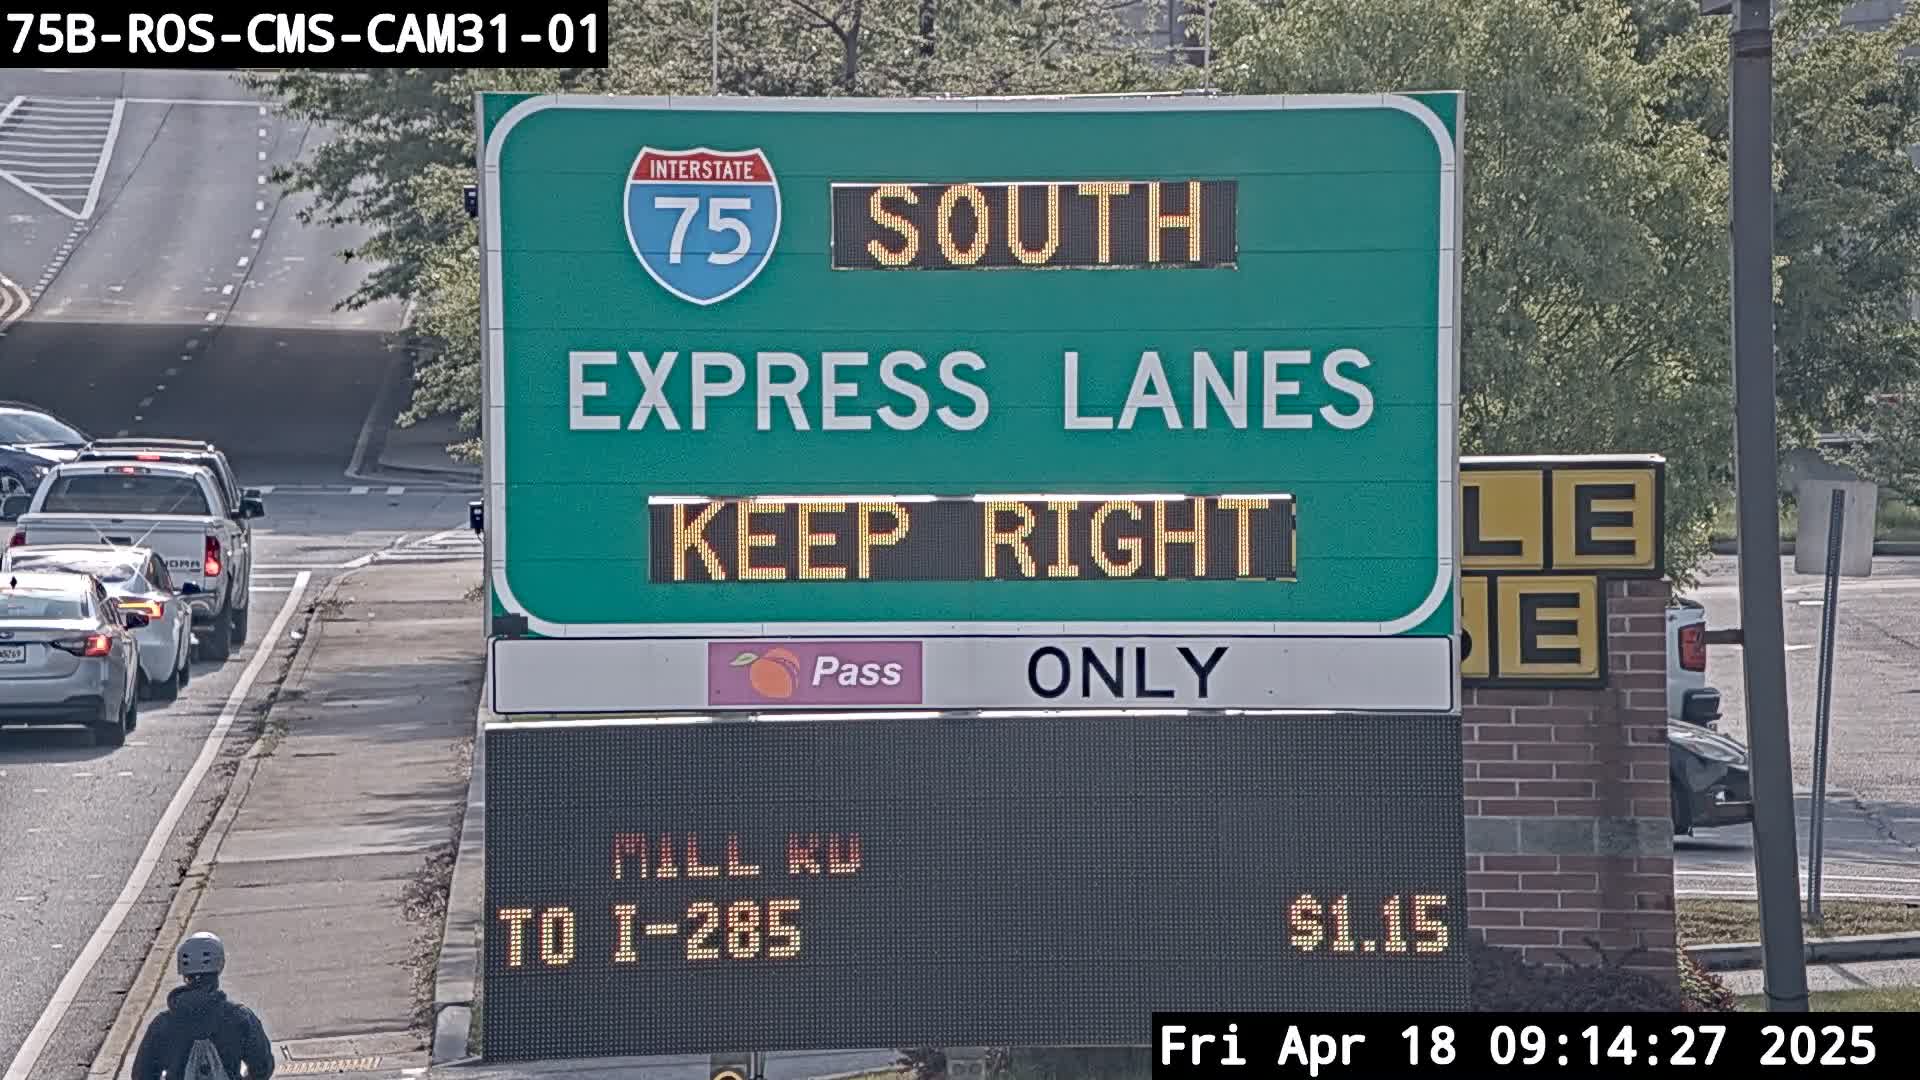 75B-ROS-CMS-CAM31-01
INTERSTATE
75
SOUTH
EXPRESS LANES
KEEP RIGHT
Pass ONLY
MILL RD
TO I-285 $1.15
LE
E
Fri Apr 18 09:14:27 2025